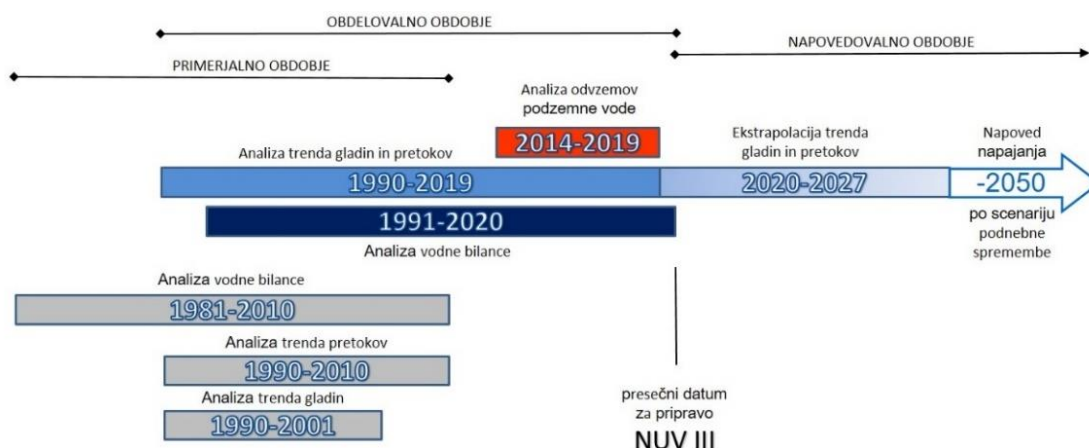 OBDELOVALNO OBDOBJE
NAPOVEDOVALNO OBDOBJE
PRIMERJALNO OBDOBJE
Analiza odvzemov
podzemne vode
2014-2019
Analiza trenda gladin in pretokov
1990-2019
Ekstrapolacija trenda
gladin in pretokov
2020-2027
Napoved
napajanja
-2050
po scenariju
podnebne
spremembe
1991-2020
Analiza vodne bilance
Analiza vodne bilance
1981-2010
Analiza trenda pretokov
1990-2010
Analiza trenda gladin
1990-2001
presečni datum
za pripravo
NUV III